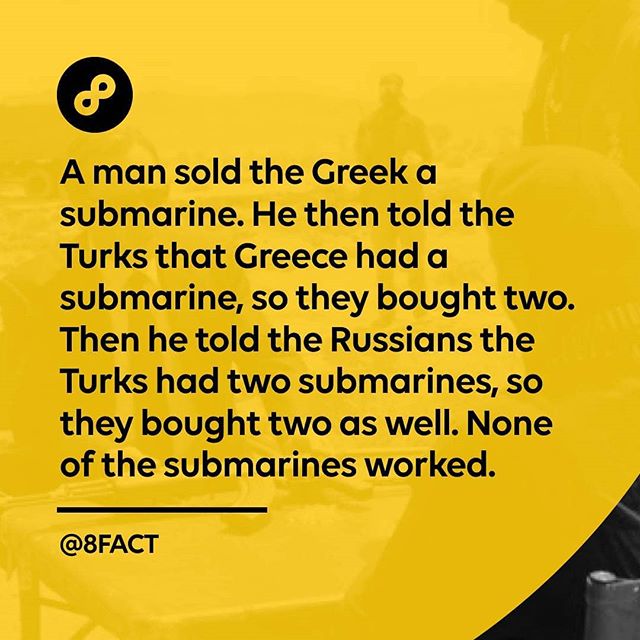 A man sold the Greek a
submarine. He then told the
Turks that Greece had a
submarine, so they bought two.
Then he told the Russians the
Turks had two submarines, so
they bought two as well. None
of the submarines worked.
@8FACT